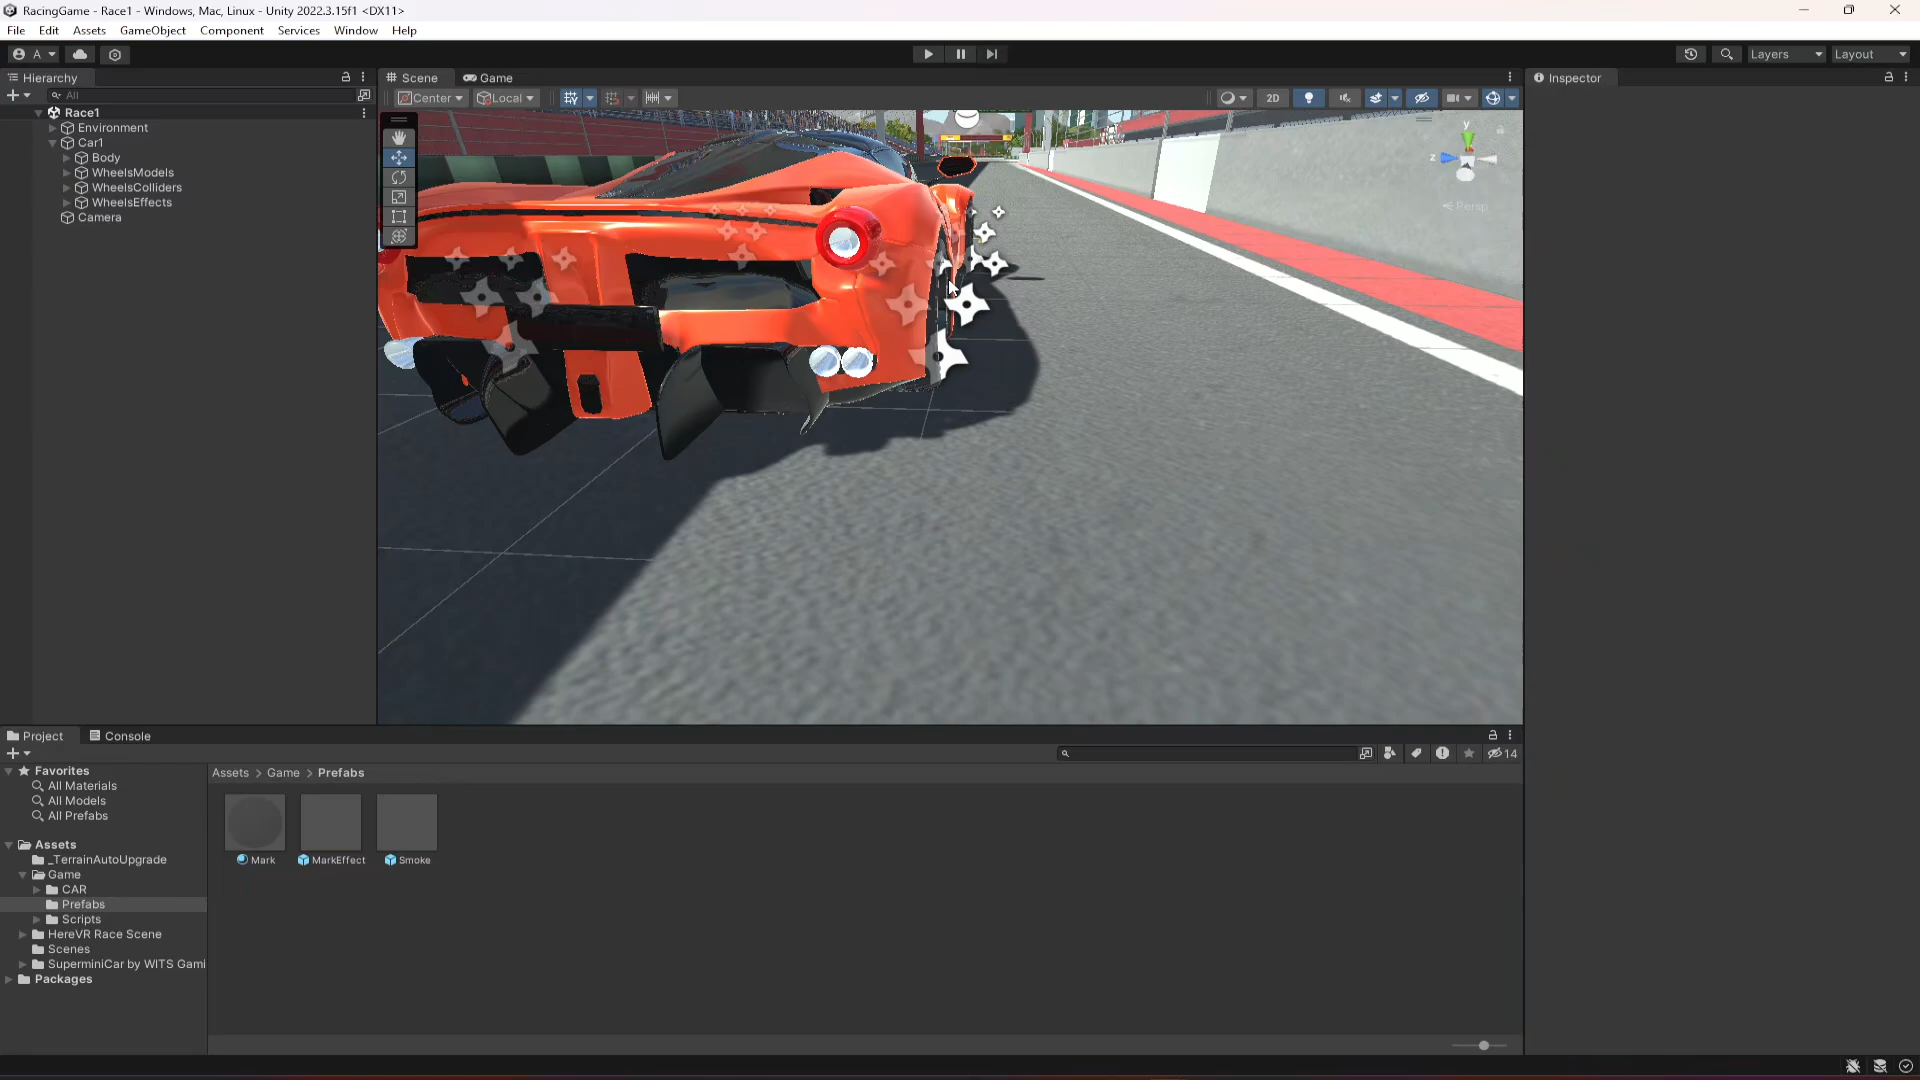 RacingGame - Race1 - Windows, Mac, Linux - Unity 2022.3.15f1 <DX11>
File Edit Assets GameObject Component Services Window Help
A
Layers Layout
Hierarchy
All
Race1
Environment
Car1
Body
WheelsModels
WheelsColliders
WheelsEffects
Camera
Scene Game
Center Local
2D
y
z
Persp
Inspector
Project Console
14
Favorites
All Materials
All Models
All Prefabs
Assets
_TerrainAutoUpgrade
Game
CAR
Prefabs
Scripts
HereVR Race Scene
Scenes
SuperminiCar by WITS Gami
Packages
Assets > Game > Prefabs
Mark MarkEffect Smoke